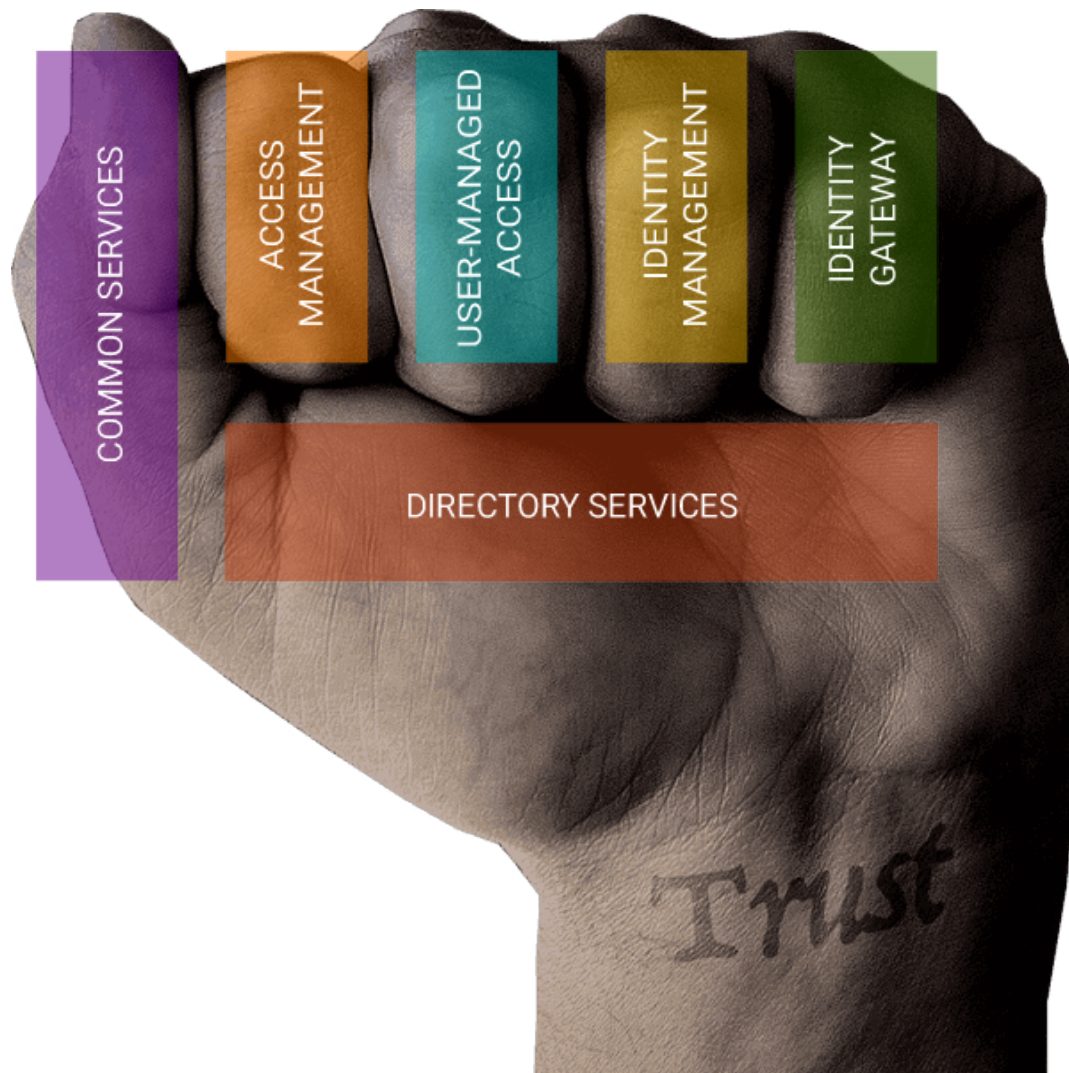 COMMON SERVICES
ACCESS
MANAGEMENT
USER-MANAGED
ACCESS
IDENTITY
MANAGEMENT
IDENTITY
GATEWAY
DIRECTORY SERVICES
Trust